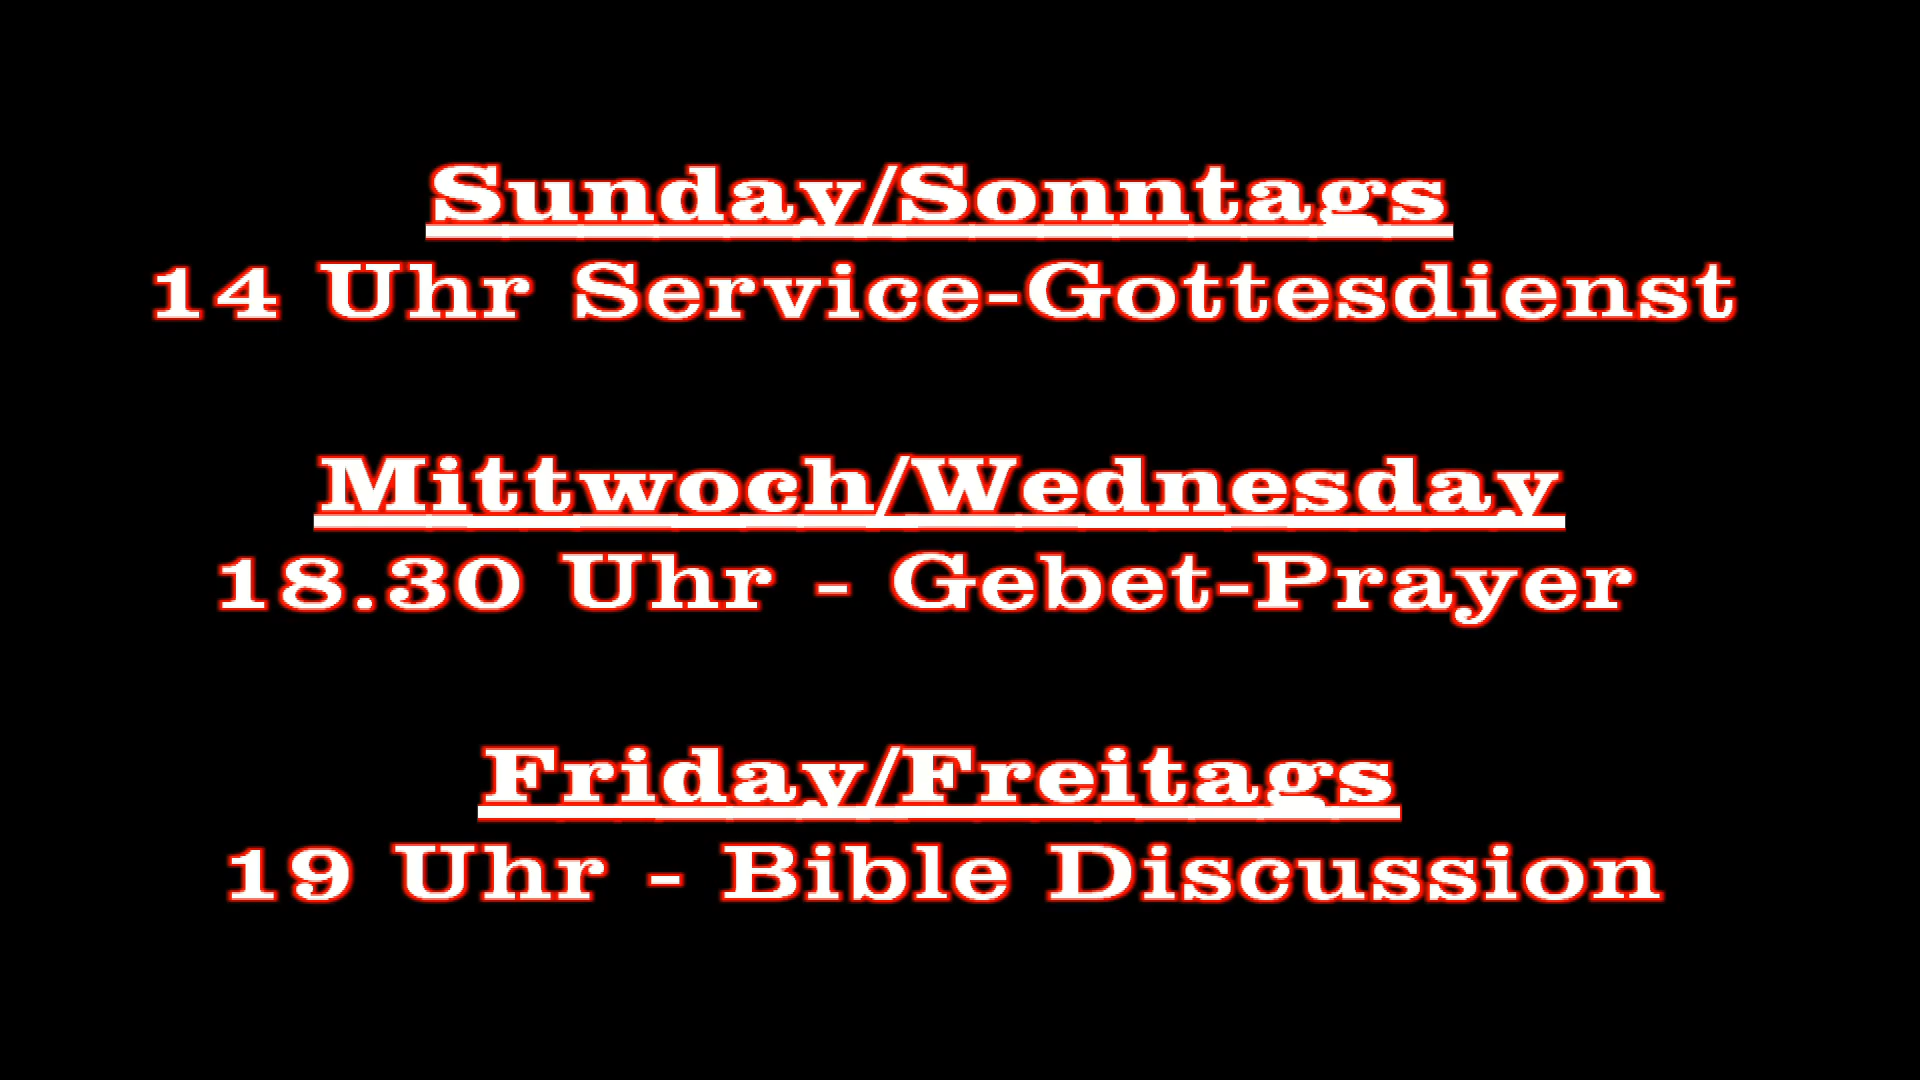 Sunday/Sonntags
14 Uhr Service-Gottesdienst
Mittwoch/Wednesday
18.30 Uhr - Gebet-Prayer
Friday/Freitags
19 Uhr - Bible Discussion